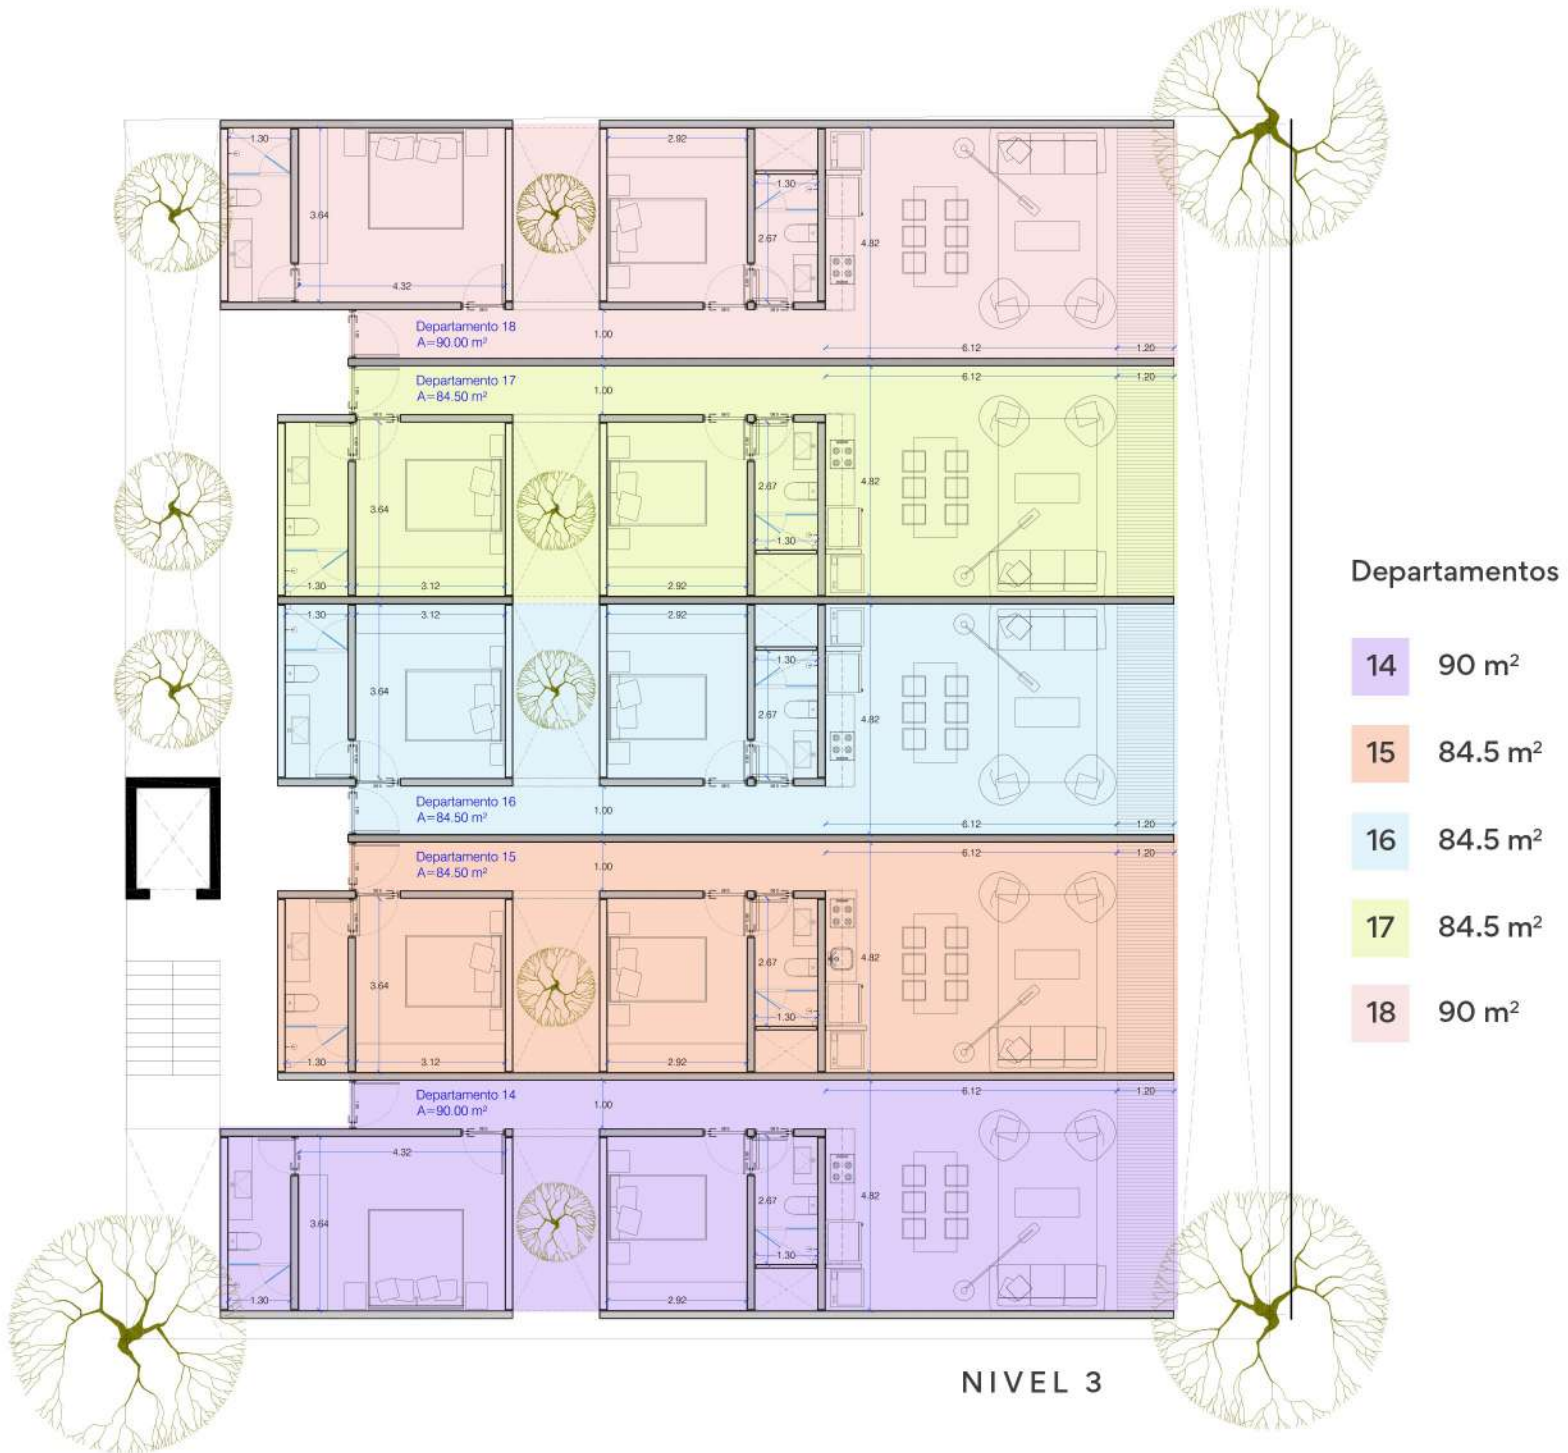 1.30
2.92
1.30
3.64
2.67
4.82
4.32
Departamento 18
A=90.00 m²
1.00
6.12
1.20
Departamento 17
A=84.50 m²
1.00
6.12
1.20
3.64
2.67
4.82
1.30
1.30
3.12
2.92
1.30
3.12
2.92
1.30
3.64
2.67
4.82
Departamento 16
A=84.50 m²
1.00
6.12
1.20
Departamento 15
A=84.50 m²
1.00
6.12
1.20
3.64
2.67
4.82
1.30
1.30
3.12
2.92
Departamento 14
A=90.00 m²
1.00
6.12
1.20
4.32
3.64
2.67
4.82
1.30
1.30
2.92
Departamentos
14 90 m²
15 84.5 m²
16 84.5 m²
17 84.5 m²
18 90 m²
NIVEL 3